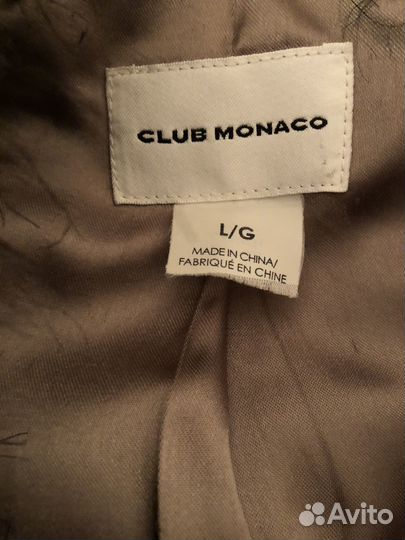 CLUB MONACO
L/G
MADE IN CHINA/
FABRIQUÉ EN CHINE
Avito